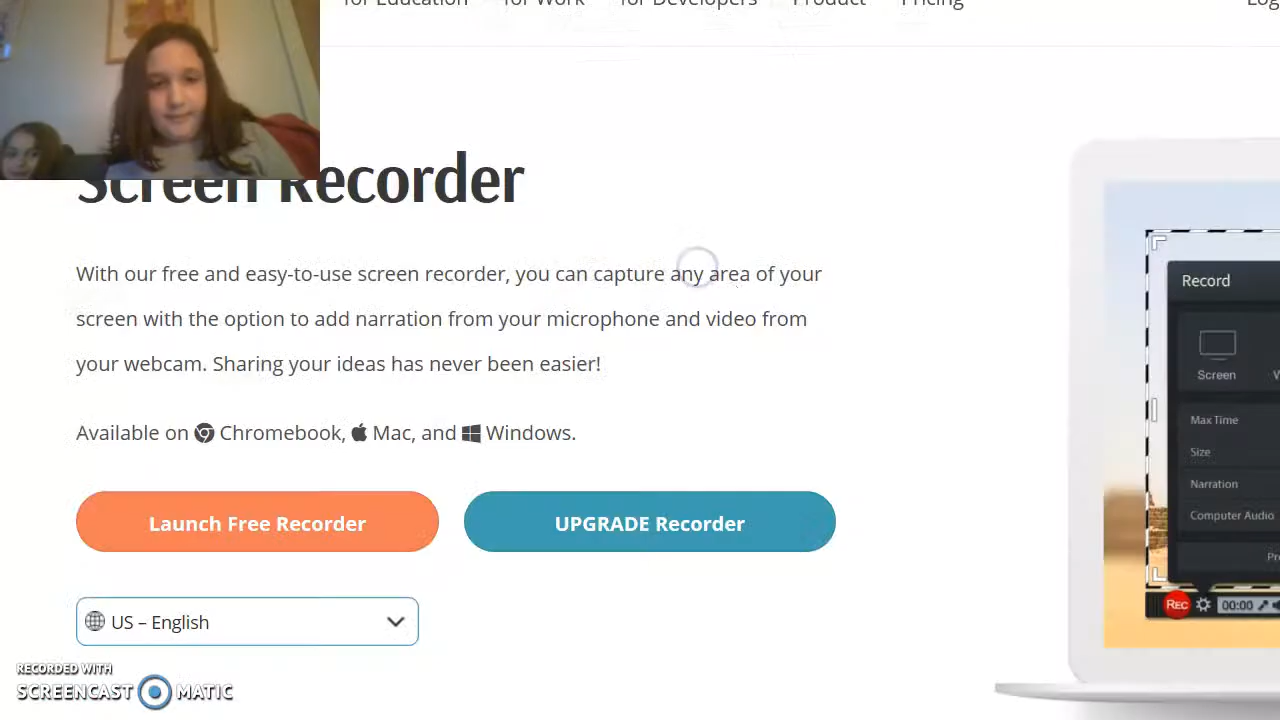 for Education for Work for Developers Product Pricing Log
Screen Recorder
With our free and easy-to-use screen recorder, you can capture any area of your
screen with the option to add narration from your microphone and video from
your webcam. Sharing your ideas has never been easier!
Available on Chromebook, Mac, and Windows.
Launch Free Recorder
UPGRADE Recorder
US – English
Record
Screen W
Max Time
Size
Narration
Computer Audio
Pr
REC 00:00
RECORDED WITH
SCREENCAST MATIC